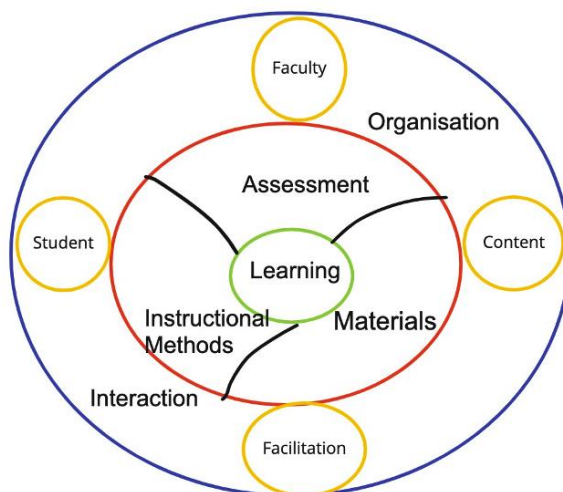 Faculty
Organisation
Assessment
Student
Content
Learning
Instructional
Methods
Materials
Interaction
Facilitation